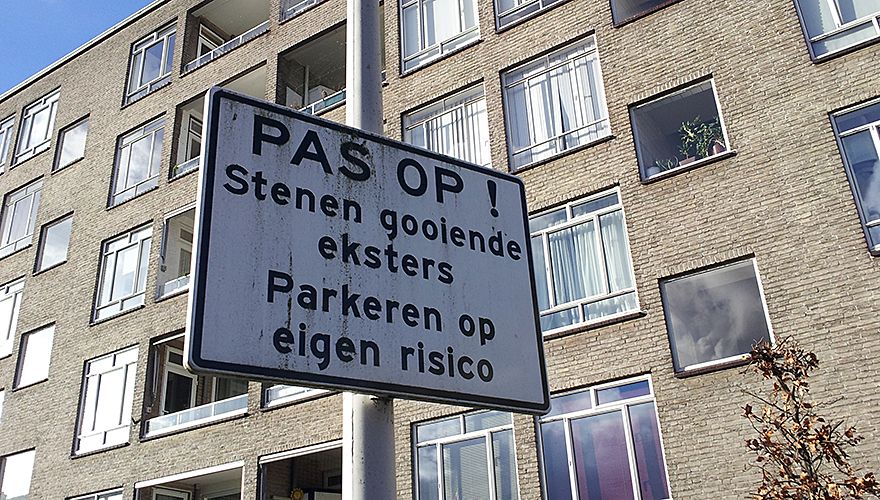 PAS OP !
Stenen gooiende
eksters
Parkeren op
eigen risico